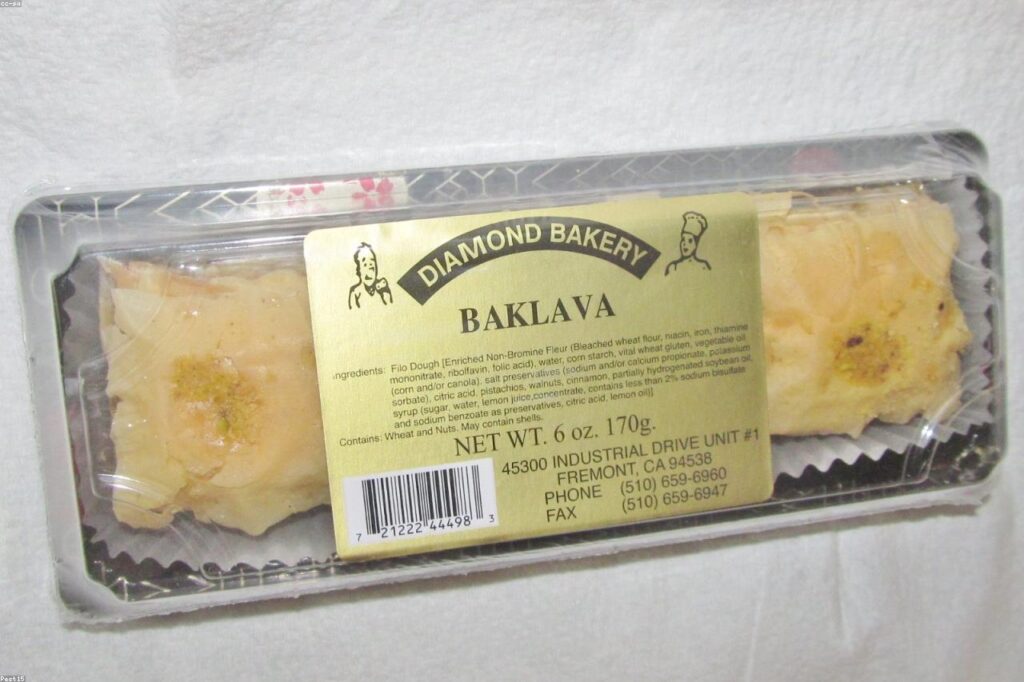 cc-sa
DIAMOND BAKERY
BAKLAVA
Ingredients: Filo Dough [Enriched Non-Bromine Fleur (Bleached wheat flour, niacin, iron, thiamine
mononitrate, ribolfavin, folic acid), water, corn starch, vital wheat gluten, vegetable oil
(corn and/or canola). salt preservatives (sodium and/or calcium propionate, potassium
sorbate), citric acid, pistachios, walnuts, cinnamon, partially hydrogenated soybean oil,
syrup (sugar, water, lemon juice,concentrate, contains less than 2% sodium bisulfate
and sodium benzoate as preservatives, citric acid, lemon oil)]
Contains: Wheat and Nuts. May contain shells.
NET WT. 6 oz. 170g.
45300 INDUSTRIAL DRIVE UNIT #1
FREMONT, CA 94538
PHONE (510) 659-6960
FAX (510) 659-6947
7 21222 44498 3
Pest15